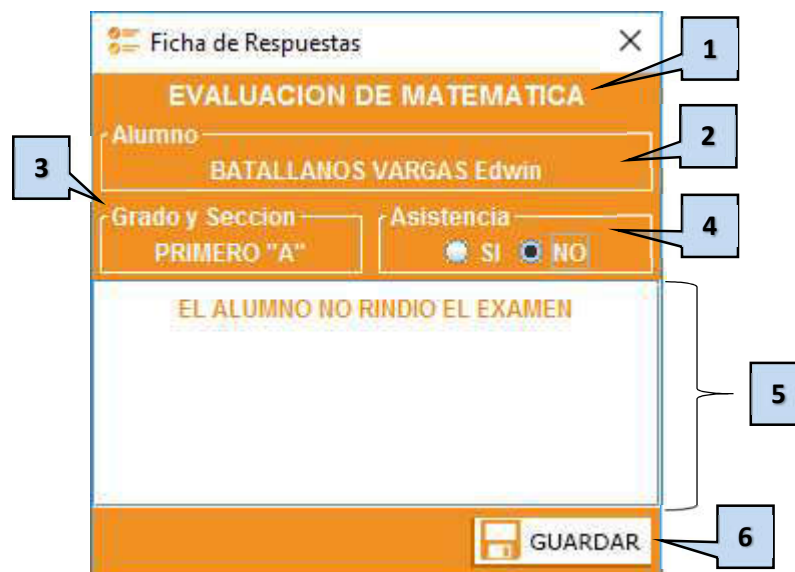 Ficha de Respuestas
1
EVALUACION DE MATEMATICA
Alumno
2
BATALLANOS VARGAS Edwin
3
Grado y Seccion
Asistencia
4
PRIMERO "A"
SI NO
EL ALUMNO NO RINDIO EL EXAMEN
5
GUARDAR
6